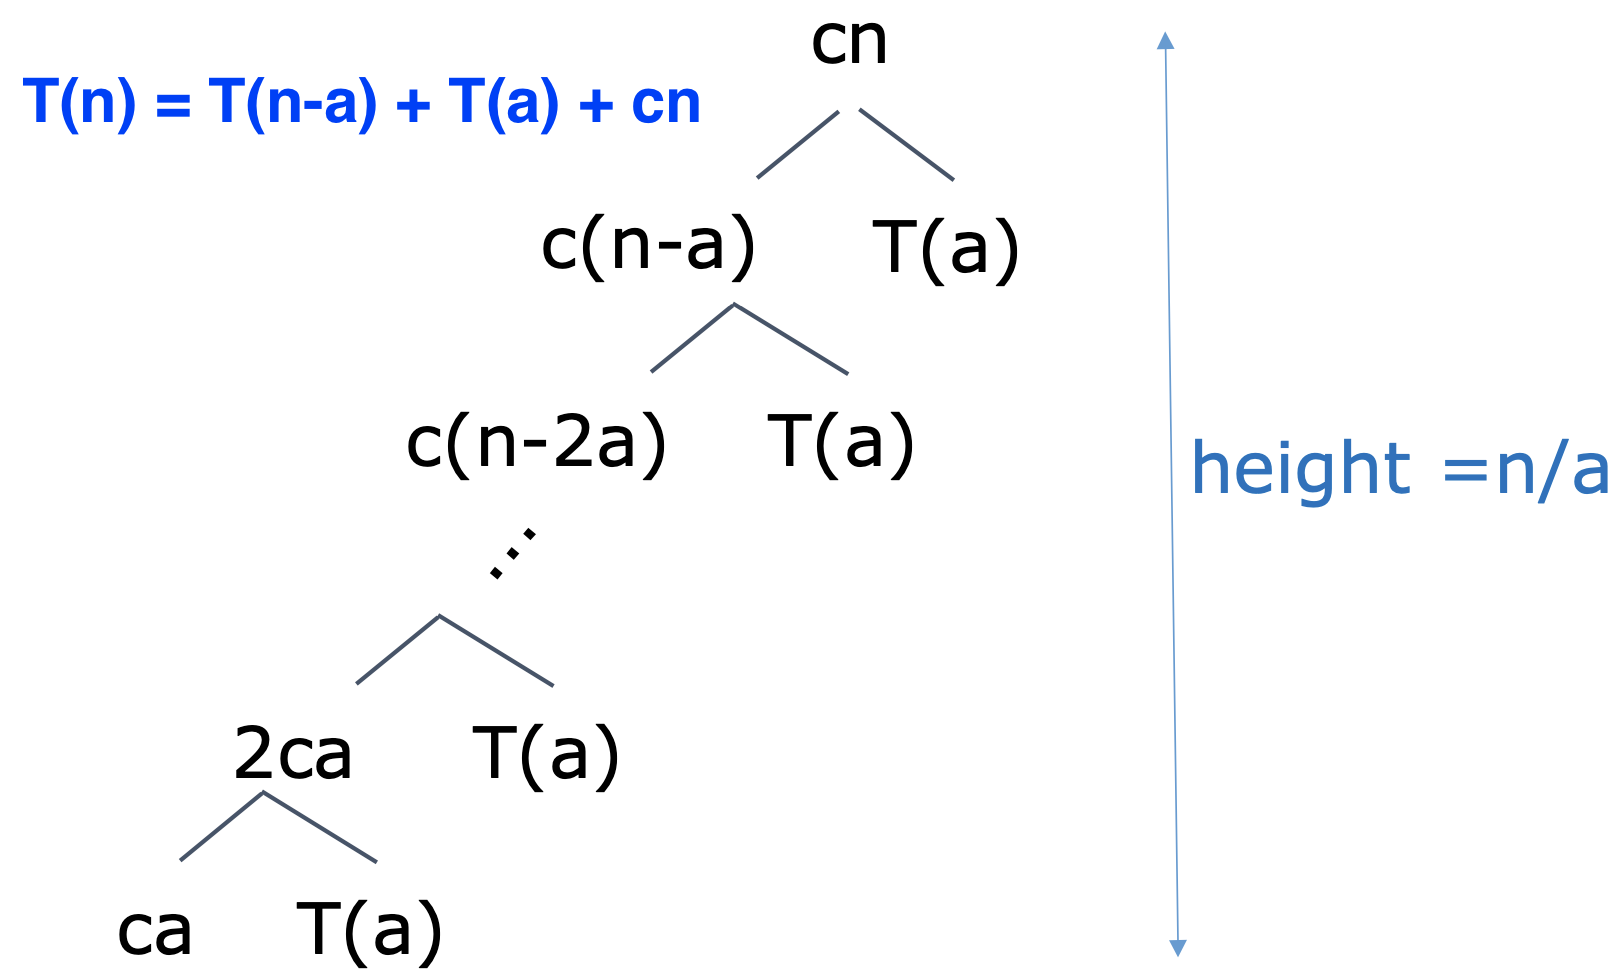 cn
T(n) = T(n-a) + T(a) + cn
c(n-a) T(a)
c(n-2a) T(a)
height =n/a
...
2ca T(a)
ca T(a)